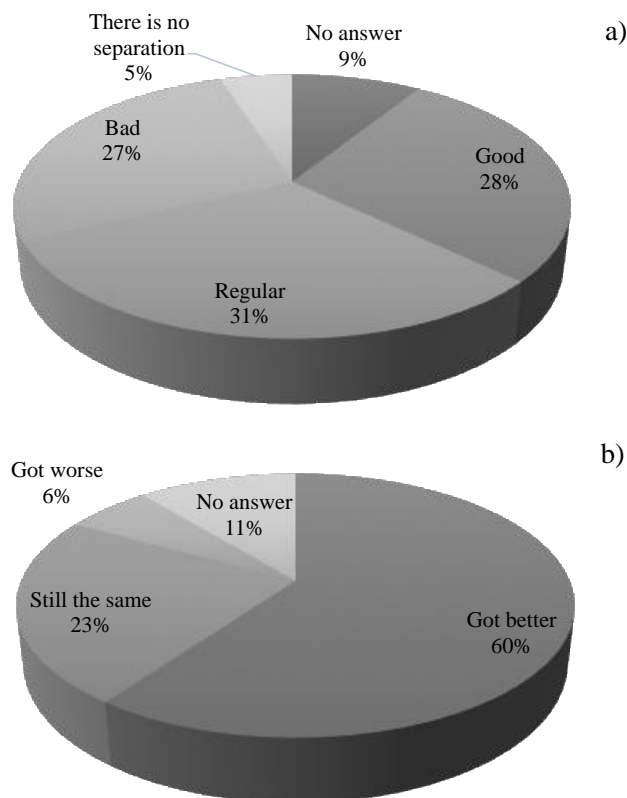 There is no
separation
5%
No answer
9%
a)
Bad
27%
Good
28%
Regular
31%
b)
Got worse
6%
No answer
11%
Still the same
23%
Got better
60%